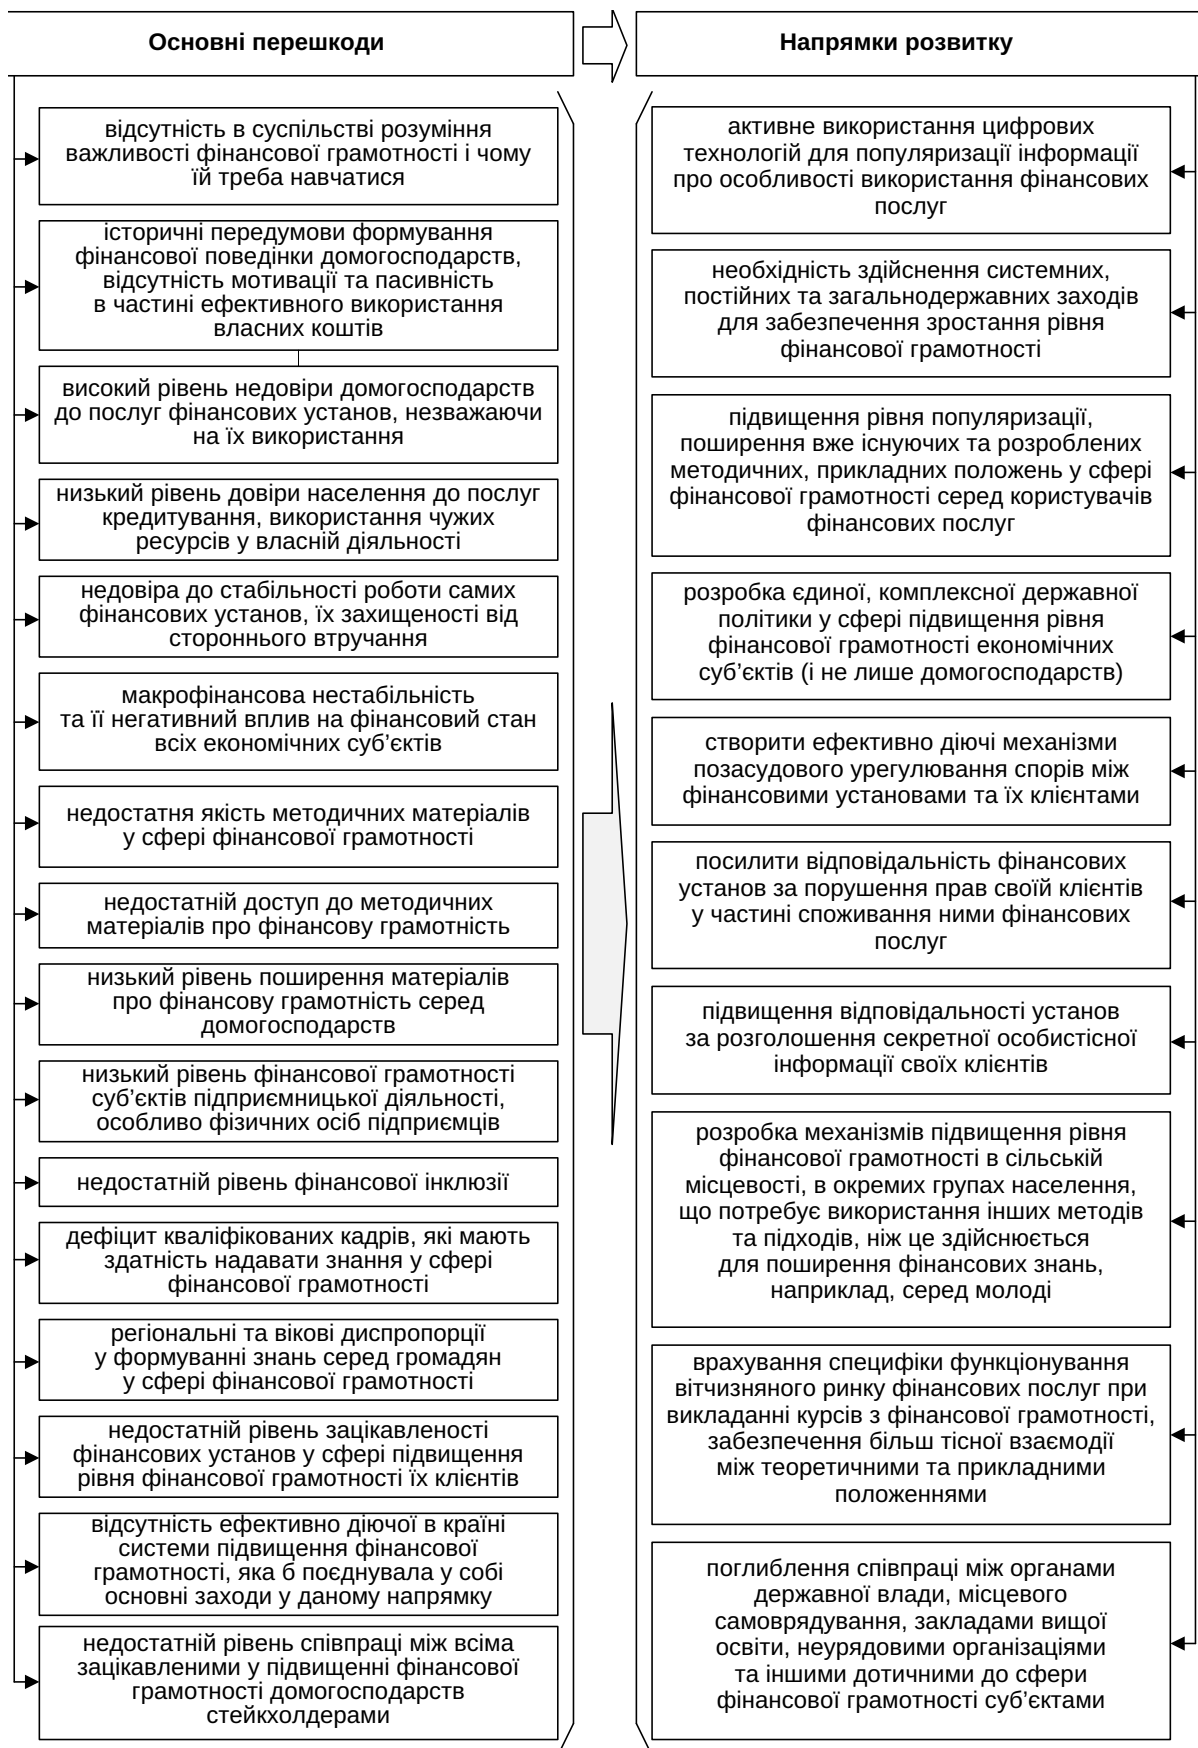 Основні перешкоди
Напрямки розвитку
відсутність в суспільстві розуміння
важливості фінансової грамотності і чому
їй треба навчатися
історичні передумови формування
фінансової поведінки домогосподарств,
відсутність мотивації та пасивність
в частині ефективного використання
власних коштів
високий рівень недовіри домогосподарств
до послуг фінансових установ, незважаючи
на їх використання
низький рівень довіри населення до послуг
кредитування, використання чужих
ресурсів у власній діяльності
недовіра до стабільності роботи самих
фінансових установ, їх захищеності від
стороннього втручання
макрофінансова нестабільність
та її негативний вплив на фінансовий стан
всіх економічних суб’єктів
недостатня якість методичних матеріалів
у сфері фінансової грамотності
недостатній доступ до методичних
матеріалів про фінансову грамотність
низький рівень поширення матеріалів
про фінансову грамотність серед
домогосподарств
низький рівень фінансової грамотності
суб’єктів підприємницької діяльності,
особливо фізичних осіб підприємців
недостатній рівень фінансової інклюзії
дефіцит кваліфікованих кадрів, які мають
здатність надавати знання у сфері
фінансової грамотності
регіональні та вікові диспропорції
у формуванні знань серед громадян
у сфері фінансової грамотності
недостатній рівень зацікавленості
фінансових установ у сфері підвищення
рівня фінансової грамотності їх клієнтів
відсутність ефективно діючої в країні
системи підвищення фінансової
грамотності, яка б поєднувала у собі
основні заходи у даному напрямку
недостатній рівень співпраці між всіма
зацікавленими у підвищенні фінансової
грамотності домогосподарств
стейкхолдерами
активне використання цифрових
технологій для популяризації інформації
про особливості використання фінансових
послуг
необхідність здійснення системних,
постійних та загальнодержавних заходів
для забезпечення зростання рівня
фінансової грамотності
підвищення рівня популяризації,
поширення вже існуючих та розроблених
методичних, прикладних положень у сфері
фінансової грамотності серед користувачів
фінансових послуг
розробка єдиної, комплексної державної
політики у сфері підвищення рівня
фінансової грамотності економічних
суб’єктів (і не лише домогосподарств)
створити ефективно діючі механізми
позасудового урегулювання спорів між
фінансовими установами та їх клієнтами
посилити відповідальність фінансових
установ за порушення прав своїй клієнтів
у частині споживання ними фінансових
послуг
підвищення відповідальності установ
за розголошення секретної особистісної
інформації своїх клієнтів
розробка механізмів підвищення рівня
фінансової грамотності в сільській
місцевості, в окремих групах населення,
що потребує використання інших методів
та підходів, ніж це здійснюється
для поширення фінансових знань,
наприклад, серед молоді
врахування специфіки функціонування
вітчизняного ринку фінансових послуг при
викладанні курсів з фінансової грамотності,
забезпечення більш тісної взаємодії
між теоретичними та прикладними
положеннями
поглиблення співпраці між органами
державної влади, місцевого
самоврядування, закладами вищої
освіти, неурядовими організаціями
та іншими дотичними до сфери
фінансової грамотності суб’єктами